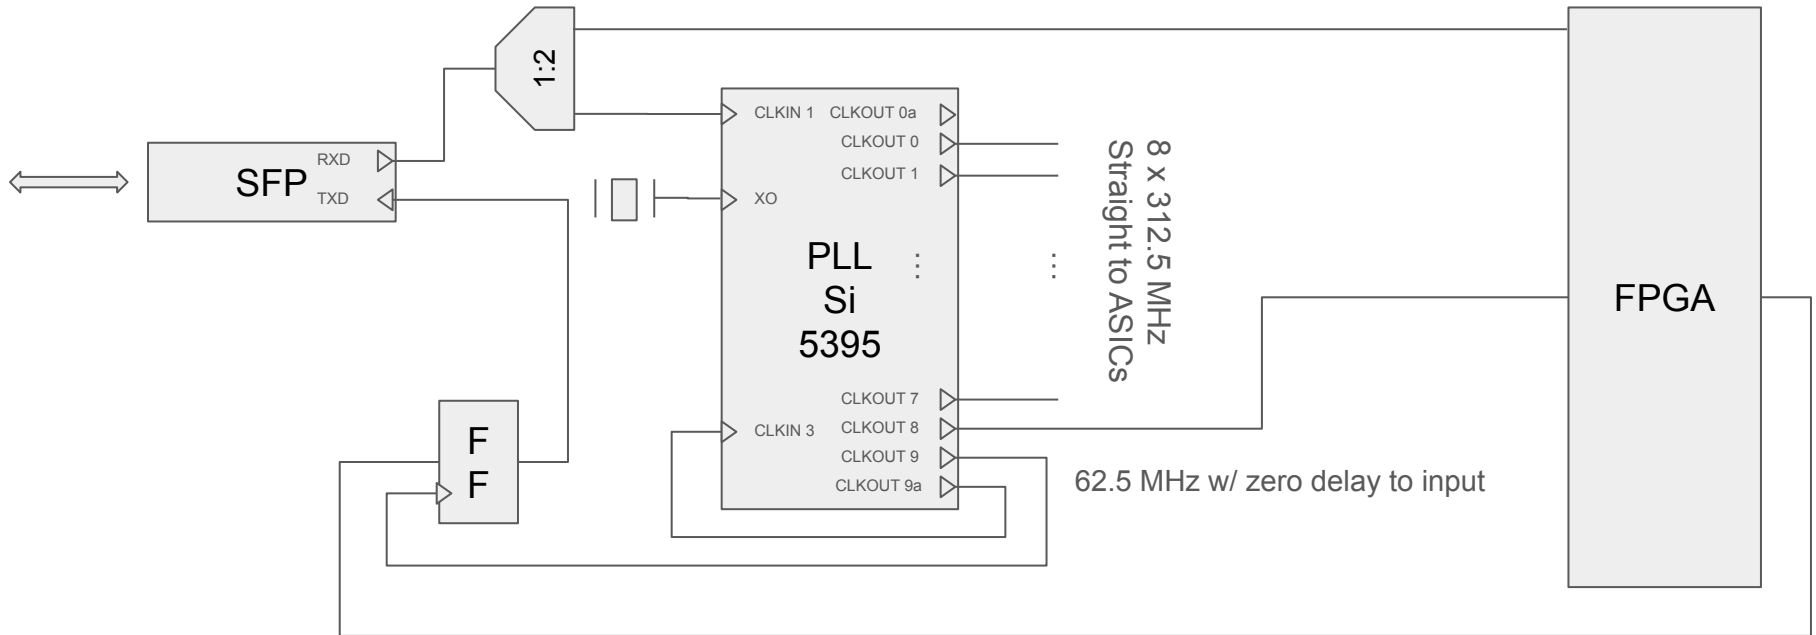 1:2
RXD
SFP
TXD
CLKIN 1
CLKOUT 0a
CLKOUT 0
CLKOUT 1
XO
PLL
Si
5395
⋮
⋮
CLKOUT 7
CLKIN 3
CLKOUT 8
CLKOUT 9
CLKOUT 9a
8 x 312.5 MHz
Straight to ASICs
62.5 MHz w/ zero delay to input
F
F
FPGA